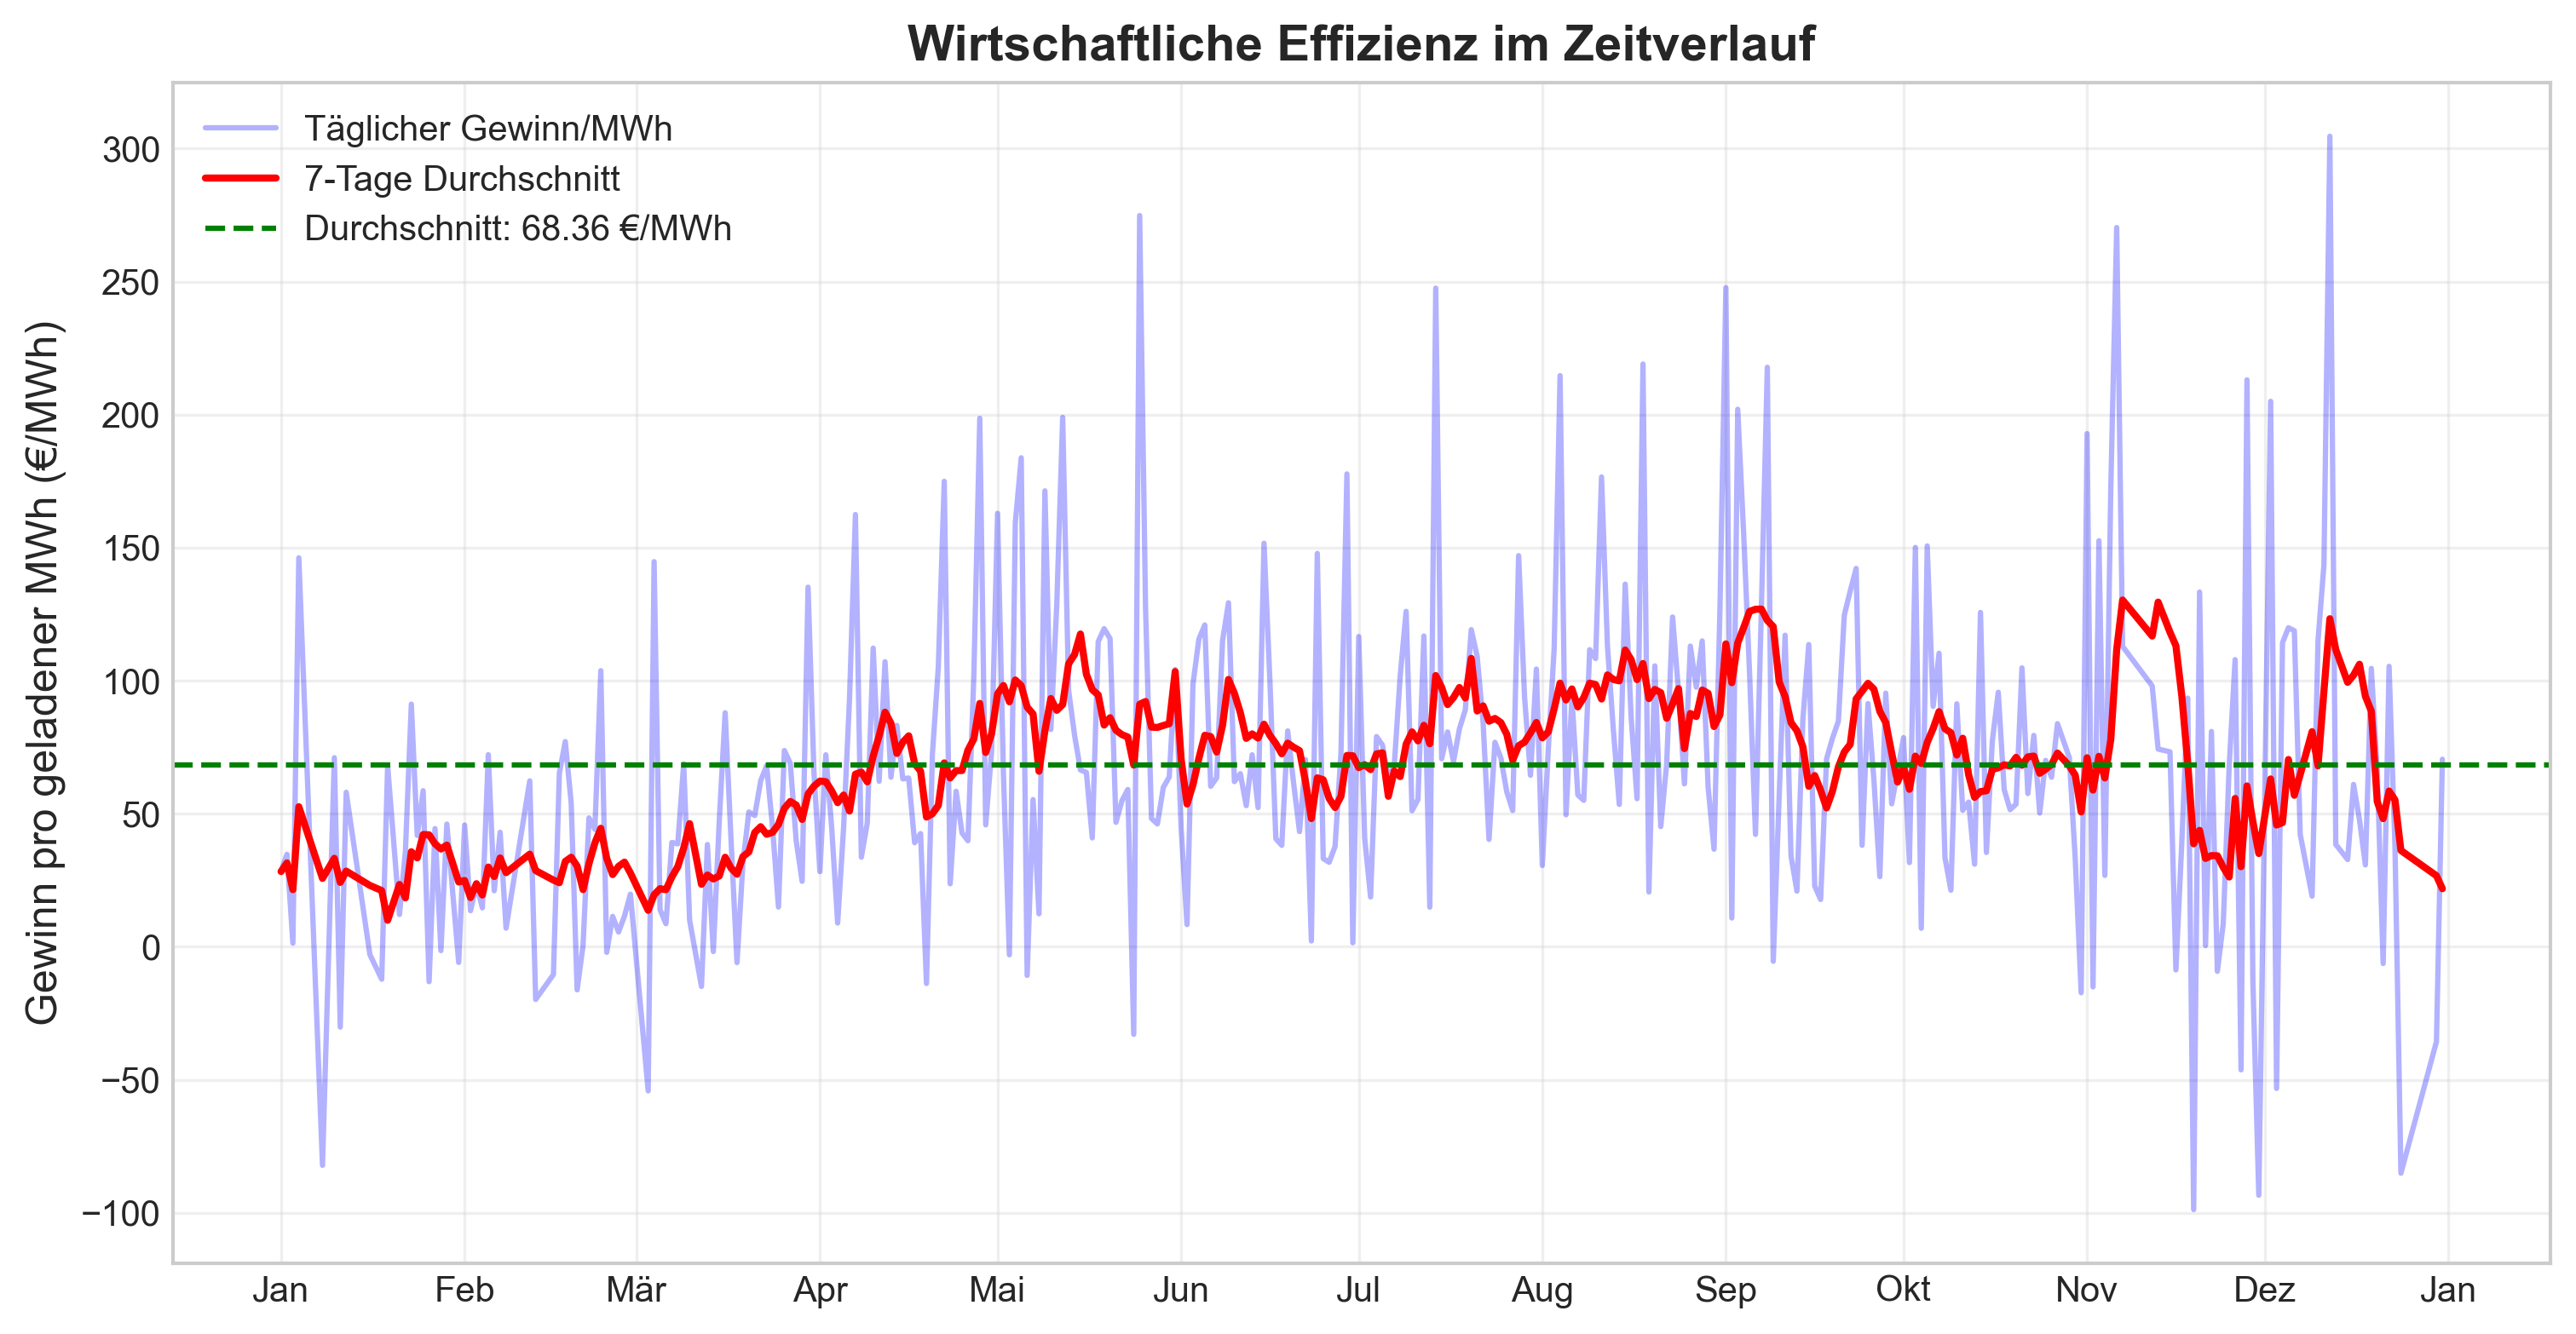 Wirtschaftliche Effizienz im Zeitverlauf
Täglicher Gewinn/MWh
7-Tage Durchschnitt
Durchschnitt: 68.36 €/MWh
Gewinn pro geladener MWh (€/MWh)
300
250
200
150
100
50
0
−50
−100
Jan Feb Mär Apr Mai Jun Jul Aug Sep Okt Nov Dez Jan